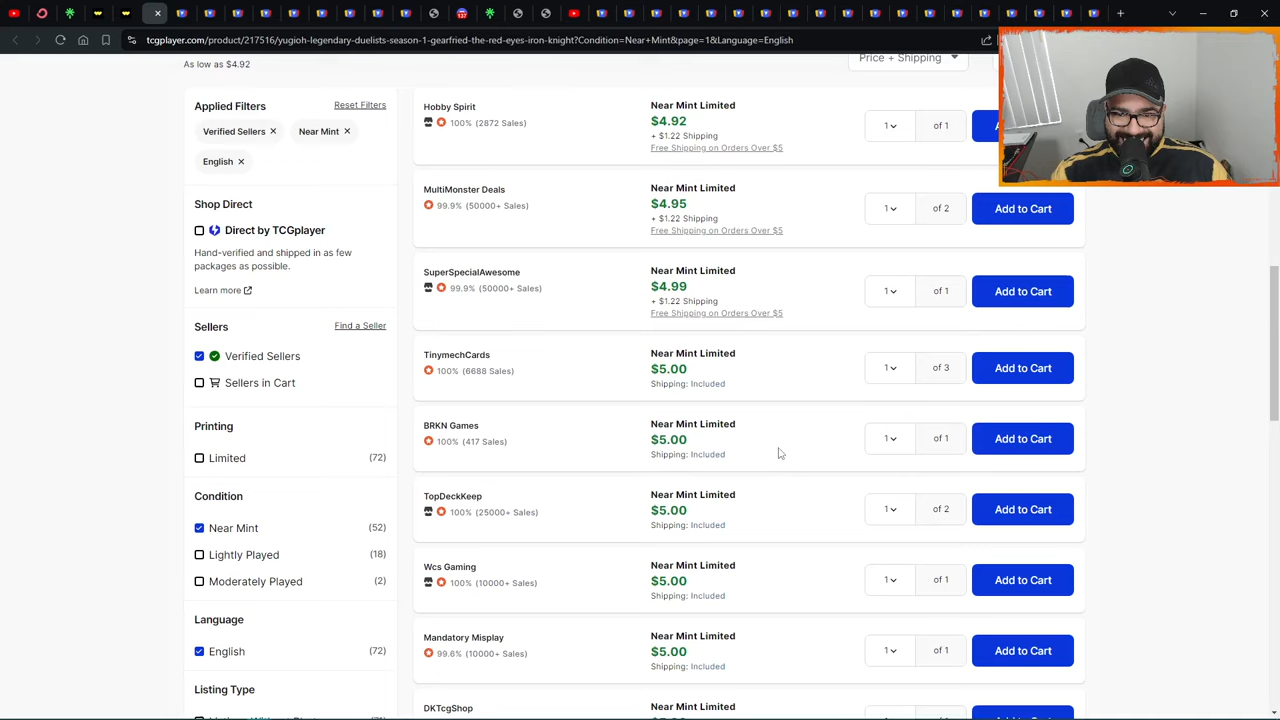 tcgplayer.com/product/217516/yugioh-legendary-duelists-season-1-gearfried-the-red-eyes-iron-knight?Condition=Near+Mint&page=1&Language=English
As low as $4.92
Price + Shipping
Applied Filters
Reset Filters
Verified Sellers
Near Mint
English
Shop Direct
Direct by TCGplayer
Hand-verified and shipped in as few
packages as possible.
Learn more
Sellers
Find a Seller
Verified Sellers
Sellers in Cart
Printing
Limited (72)
Condition
Near Mint (52)
Lightly Played (18)
Moderately Played (2)
Language
English (72)
Listing Type
Hobby Spirit
100% (2872 Sales)
Near Mint Limited
$4.92
+ $1.22 Shipping
Free Shipping on Orders Over $5
1 of 1
MultiMonster Deals
99.9% (50000+ Sales)
Near Mint Limited
$4.95
+ $1.22 Shipping
Free Shipping on Orders Over $5
1 of 2 Add to Cart
SuperSpecialAwesome
99.9% (50000+ Sales)
Near Mint Limited
$4.99
+ $1.22 Shipping
Free Shipping on Orders Over $5
1 of 1 Add to Cart
TinymechCards
100% (6688 Sales)
Near Mint Limited
$5.00
Shipping: Included
1 of 3 Add to Cart
BRKN Games
100% (417 Sales)
Near Mint Limited
$5.00
Shipping: Included
1 of 1 Add to Cart
TopDeckKeep
100% (25000+ Sales)
Near Mint Limited
$5.00
Shipping: Included
1 of 2 Add to Cart
Wcs Gaming
100% (10000+ Sales)
Near Mint Limited
$5.00
Shipping: Included
1 of 1 Add to Cart
Mandatory Misplay
99.6% (10000+ Sales)
Near Mint Limited
$5.00
Shipping: Included
1 of 1 Add to Cart
DKTcgShop
Near Mint Limited